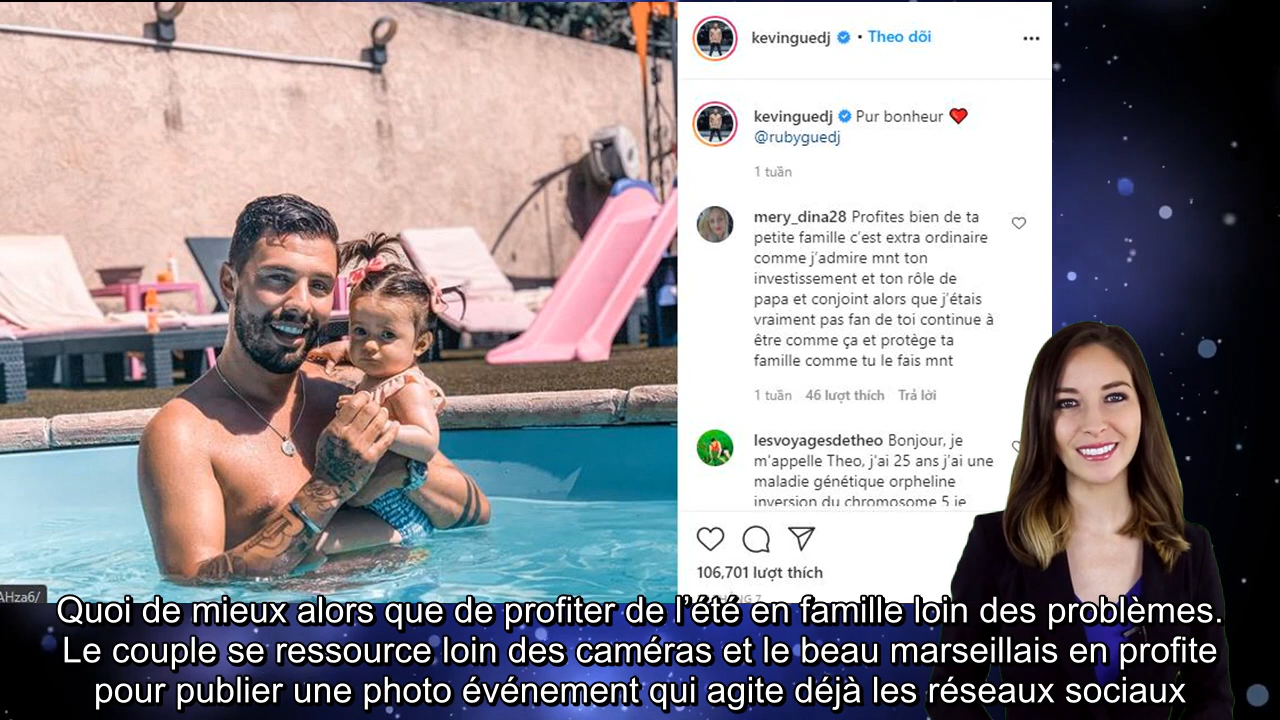 kevinguedj • Theo dõi
kevinguedj Pur bonheur ❤
@rubyguedj
1 tuần
mery_dina28 Profites bien de ta
petite famille c’est extra ordinaire
comme j’admire mnt ton
investissement et ton rôle de
papa et conjoint alors que j’étais
vraiment pas fan de toi continue à
être comme ça et protège ta
famille comme tu le fais mnt
1 tuần 46 lượt thích Trả lời
lesvoyagesdetheo Bonjour, je
m'appelle Theo, j'ai 25 ans j’ai une
maladie génétique orpheline
inversion du chromosome 5 je
106,701 lượt thích
AHza6/
Quoi de mieux alors que de profiter de l’été en famille loin des problèmes.
Le couple se ressource loin des caméras et le beau marseillais en profite
pour publier une photo événement qui agite déjà les réseaux sociaux